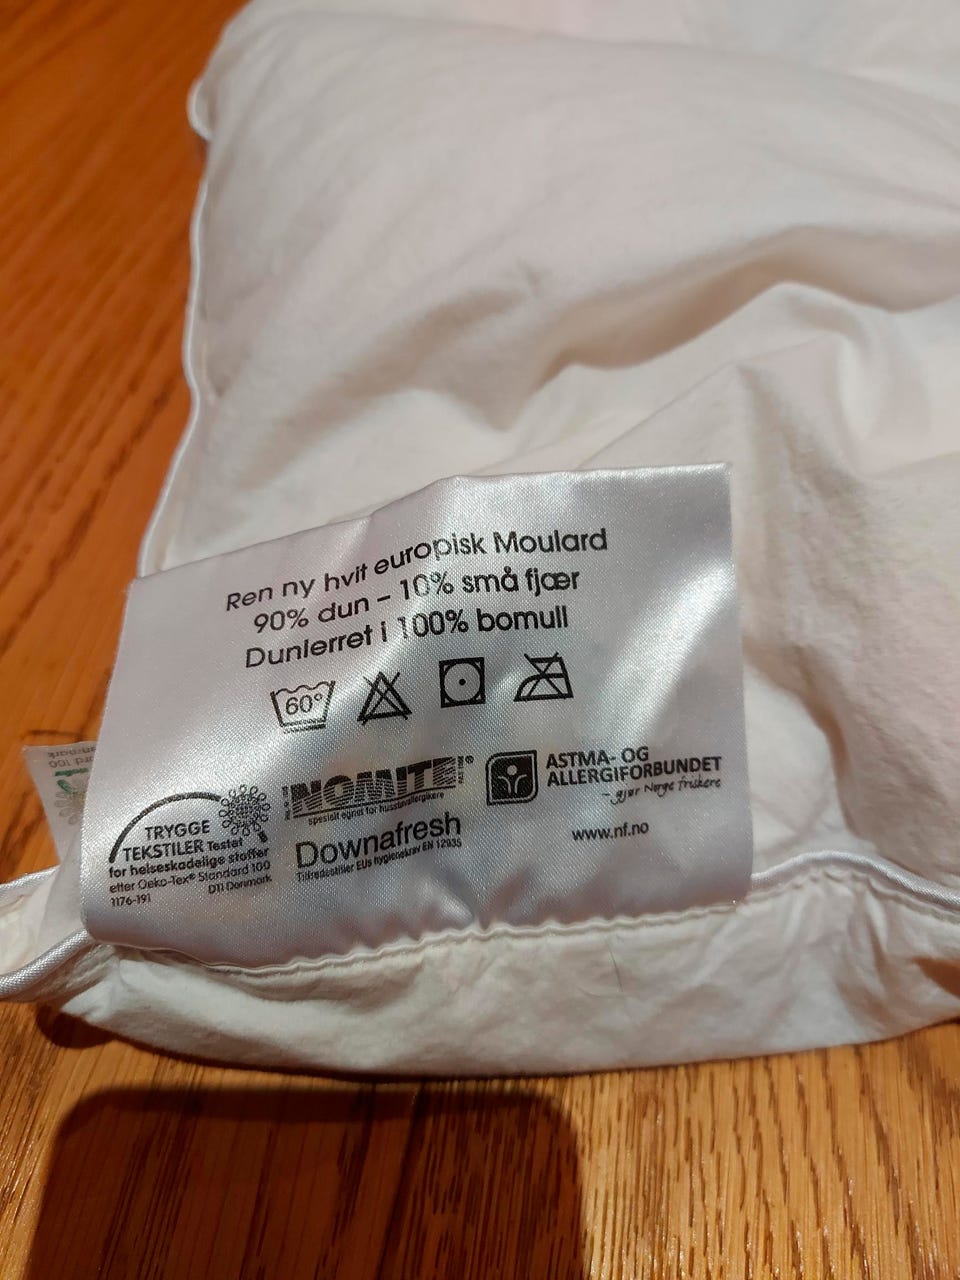 Ren ny hvit europisk Moulard
90% dun – 10% små fjær
Dunlerret i 100% bomull
60°
TRYGGE
TEKSTILER Testet
for helseskadelige stoffer
etter Oeko-Tex® Standard 100
1176-191 DTI Danmark
NOMITE®
spesielt egnet for husstøvallergikere
Downafresh
Tilfredsstiller EUs hygienekrav EN 12935
ASTMA- OG
ALLERGIFORBUNDET
– gjør Norge friskere
www.nf.no